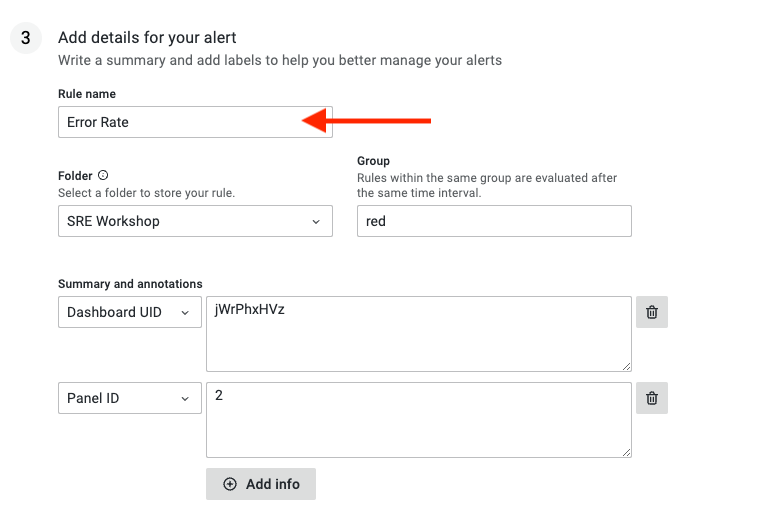 3
Add details for your alert
Write a summary and add labels to help you better manage your alerts
Rule name
Error Rate
Folder
Select a folder to store your rule.
SRE Workshop
Group
Rules within the same group are evaluated after
the same time interval.
red
Summary and annotations
Dashboard UID
jWrPhxHVz
Panel ID
2
Add info